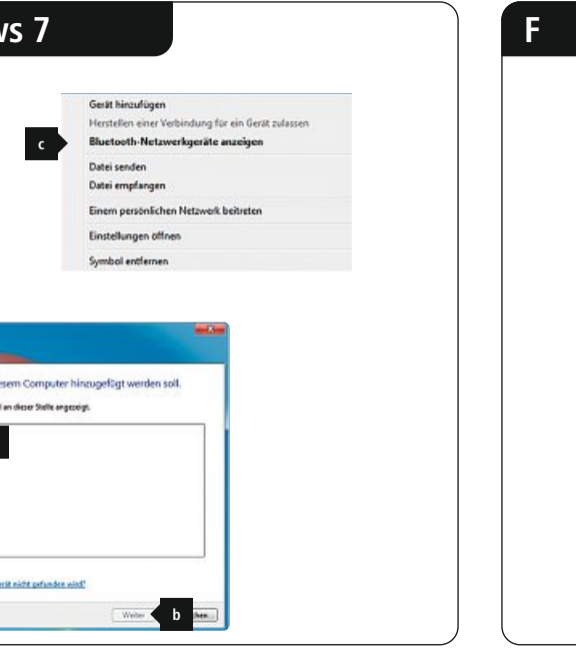 ws 7
F
Gerät hinzufügen
Herstellen einer Verbindung für ein Gerät zulassen
c
Bluetooth-Netzwerkgeräte anzeigen
Datei senden
Datei empfangen
Einem persönlichen Netzwerk beitreten
Einstellungen öffnen
Symbol entfernen
esem Computer hinzugefügt werden soll.
an dieser Stelle angezeigt.
rät nicht gefunden wird?
Weiter
b
hen...